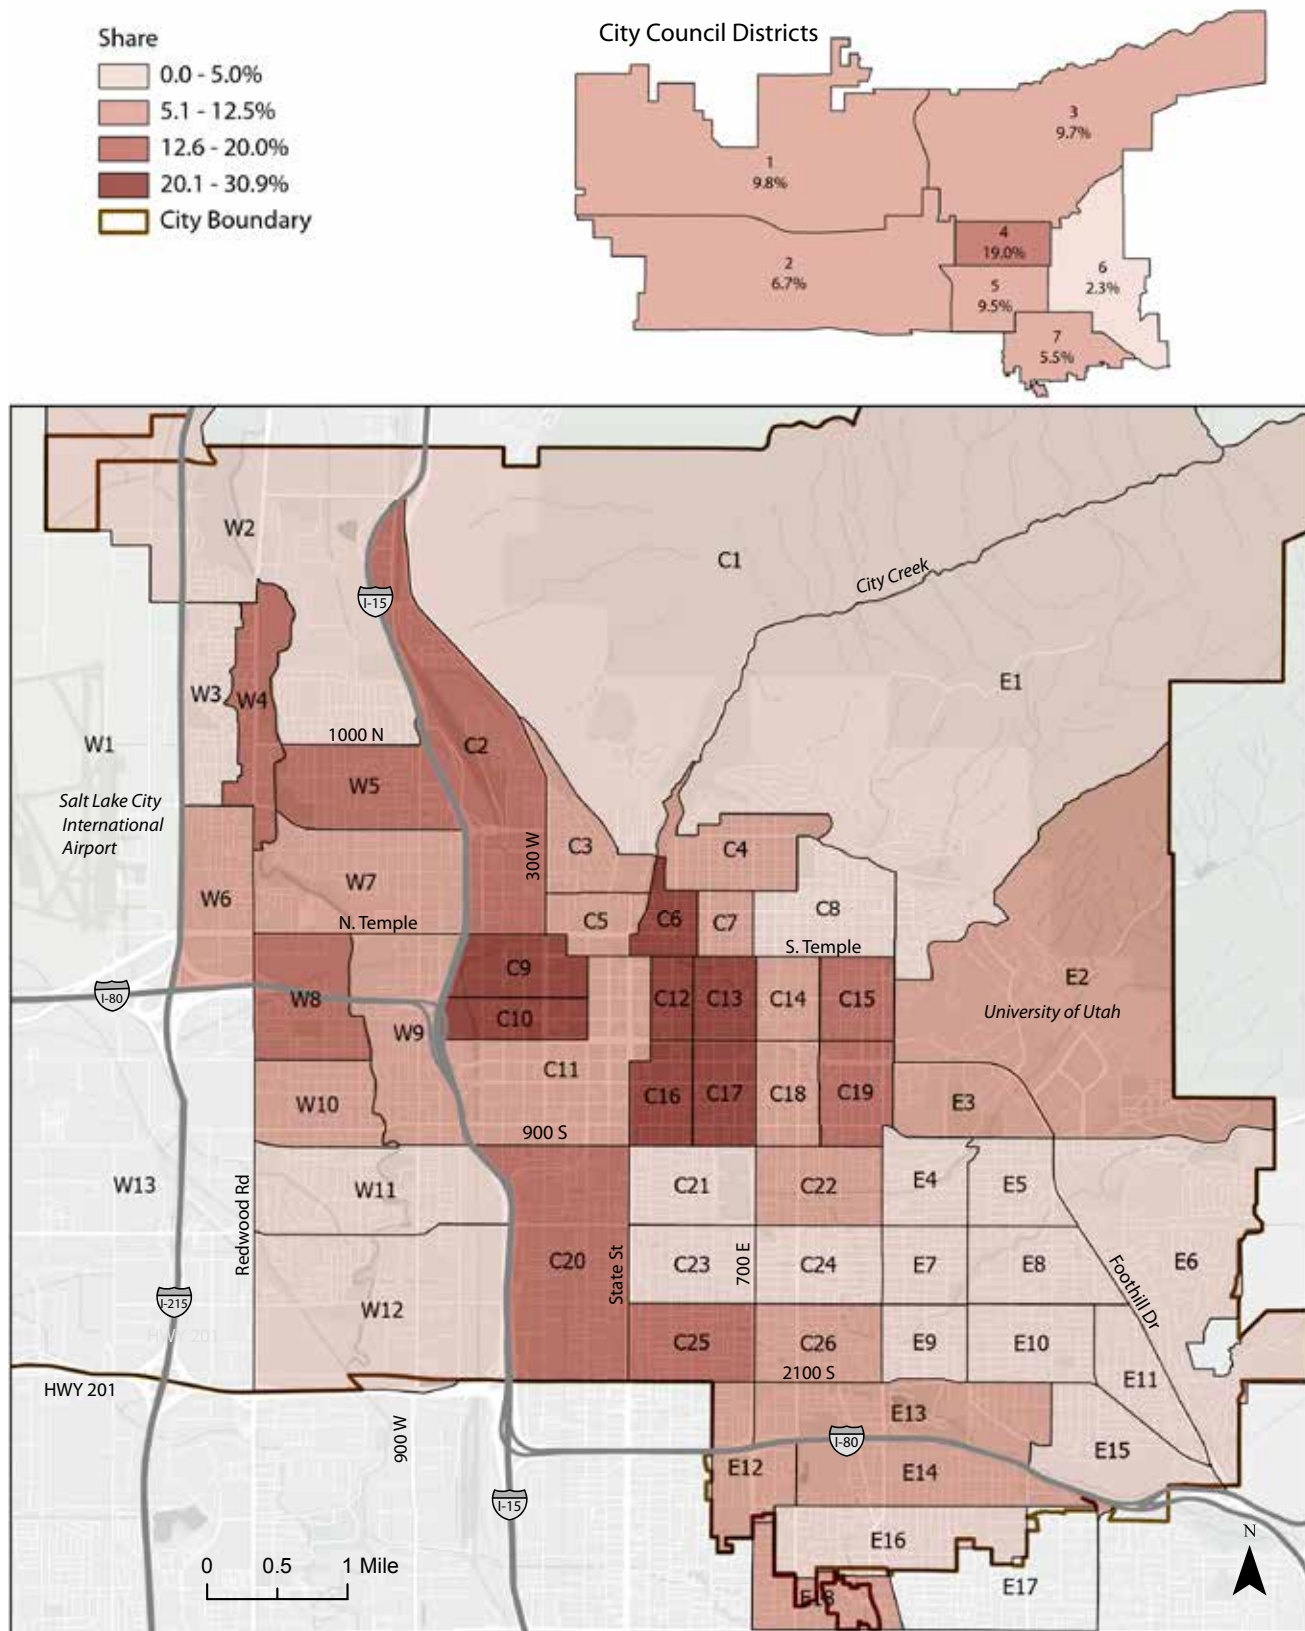 Share
0.0 - 5.0%
5.1 - 12.5%
12.6 - 20.0%
20.1 - 30.9%
City Boundary
City Council Districts
1
9.8%
2
6.7%
3
9.7%
4
19.0%
5
9.5%
6
2.3%
7
5.5%
W2
C1
City Creek
I-15
E1
W3
W4
1000 N
C2
W1
W5
Salt Lake City
International
Airport
C3
300 W
C4
W7
W6
N. Temple
C5
C6
C7
C8
S. Temple
C9
E2
I-80
W8
C10
C12
C13
C14
C15
University of Utah
W9
C11
W10
C16
C17
C18
C19
E3
900 S
W13
Redwood Rd
W11
C21
C22
E4
E5
C20
State St
C23
700 E
C24
E7
E8
Foothill Dr
E6
I-215
W12
HWY 201
C25
C26
E9
E10
2100 S
E11
HWY 201
900 W
E13
I-80
E12
E14
E15
I-15
E16
N
0 0.5 1 Mile
E17
E18